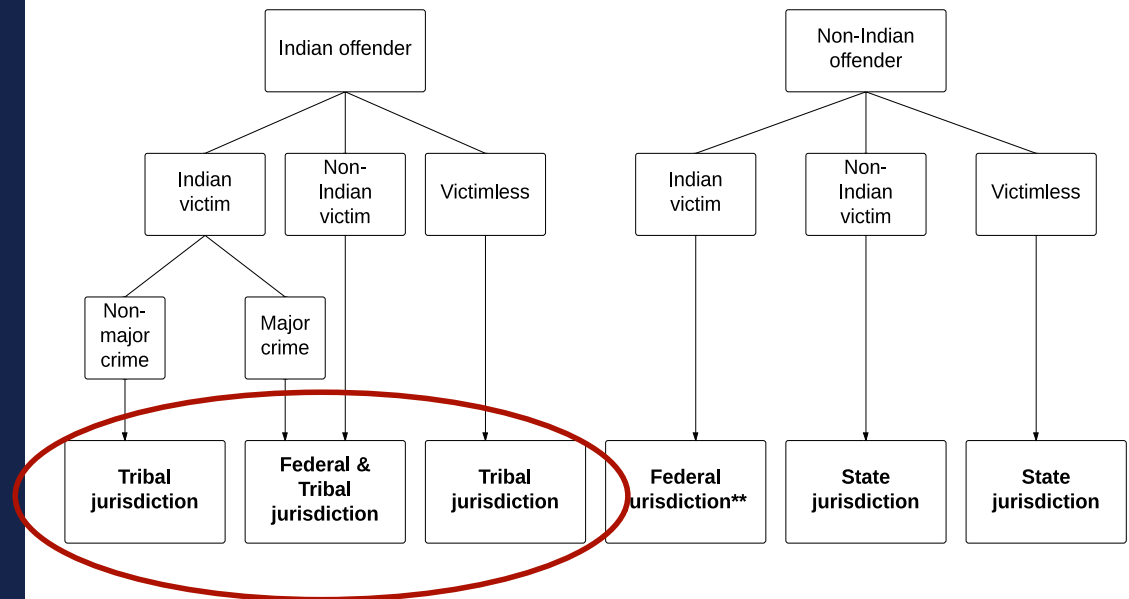 Indian offender
Non-Indian
offender
Indian
victim
Non-
Indian
victim
Victimless
Indian
victim
Non-
Indian
victim
Victimless
Non-
major
crime
Major
crime
Tribal
jurisdiction
Federal &
Tribal
jurisdiction
Tribal
jurisdiction
Federal
jurisdiction**
State
jurisdiction
State
jurisdiction